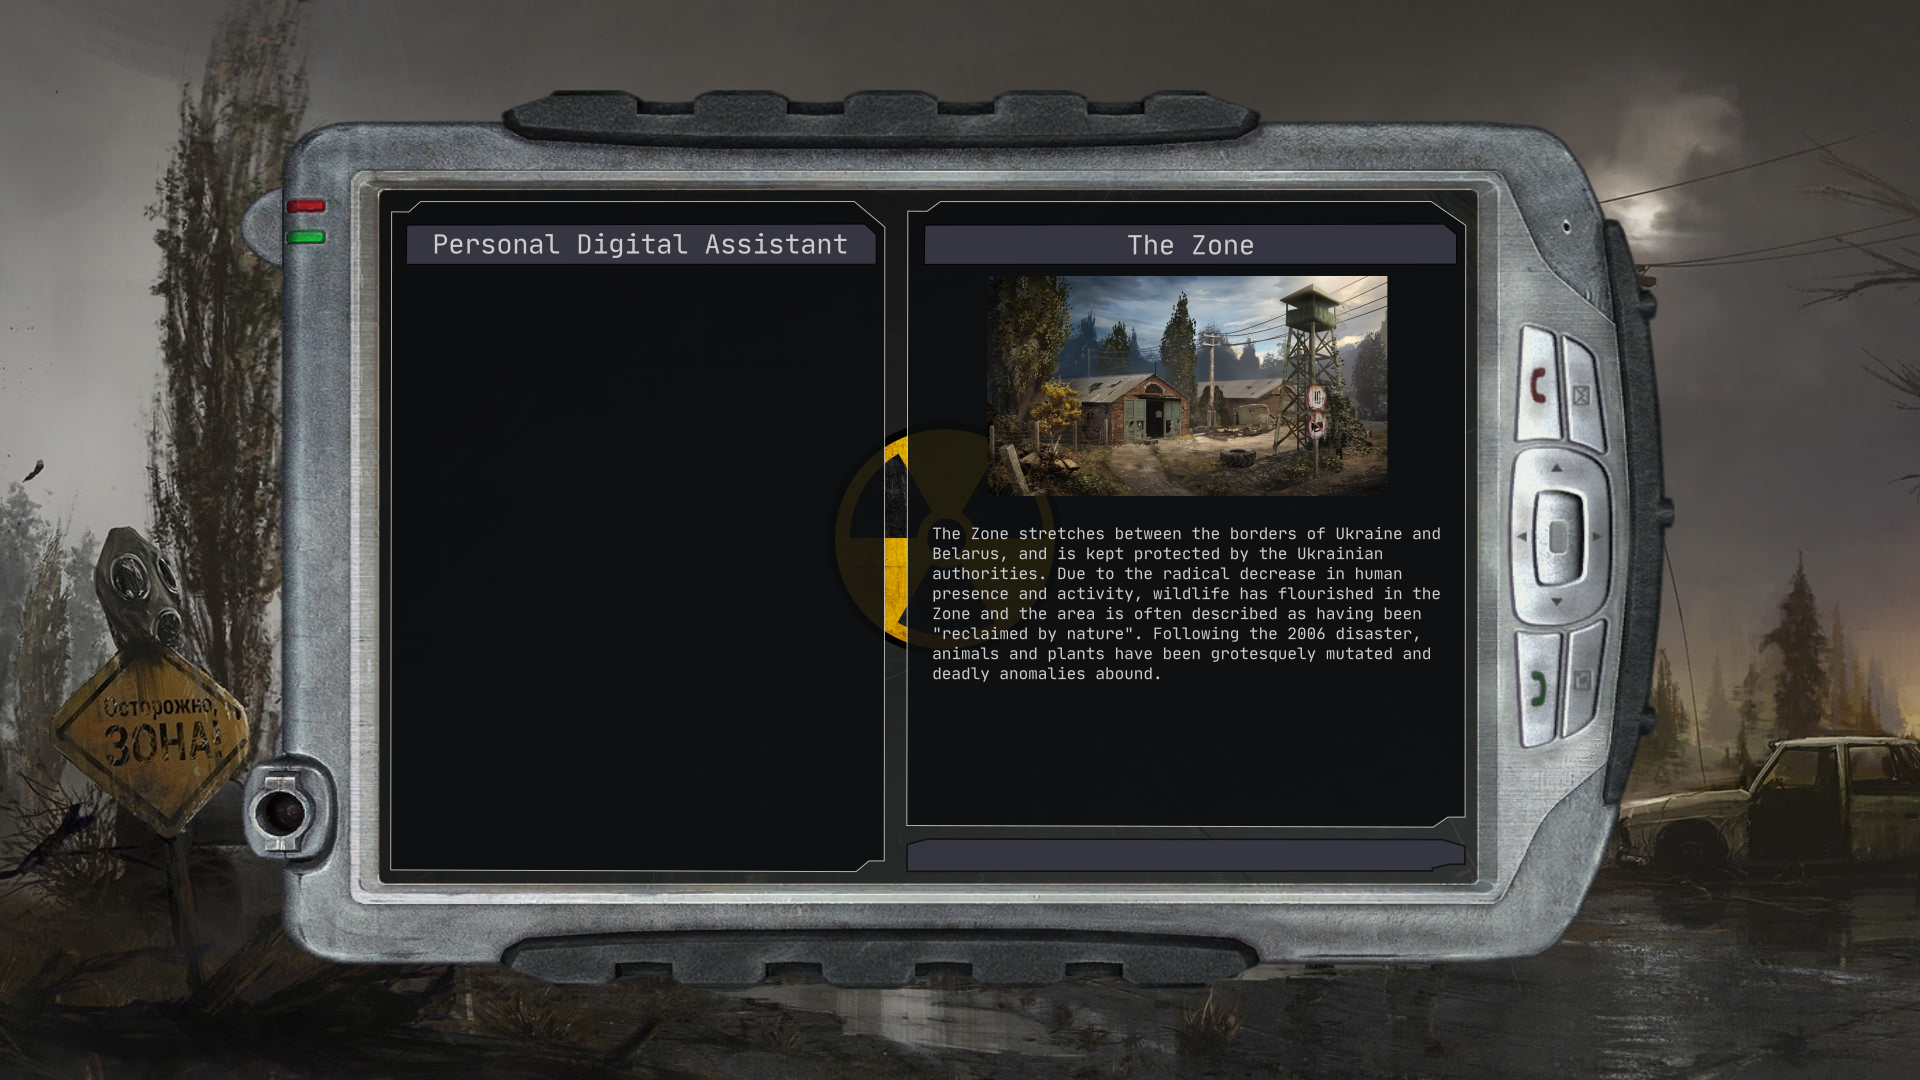 Personal Digital Assistant
The Zone
The Zone stretches between the borders of Ukraine and
Belarus, and is kept protected by the Ukrainian
authorities. Due to the radical decrease in human
presence and activity, wildlife has flourished in the
Zone and the area is often described as having been
"reclaimed by nature". Following the 2006 disaster,
animals and plants have been grotesquely mutated and
deadly anomalies abound.
Осторожно,
ЗОНА!